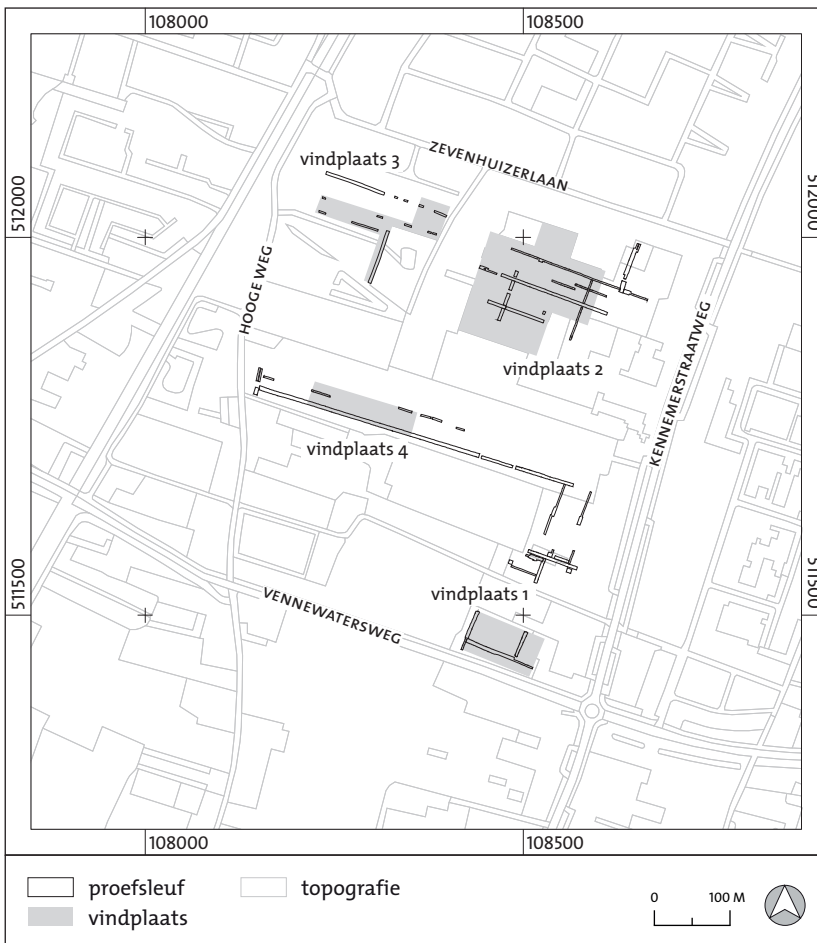 108000
108500
ZEVENHUIZERLAAN
vindplaats 3
512000
512000
HOOGE WEG
KENNEMERSTRAATWEG
vindplaats 2
vindplaats 4
511500
511500
vindplaats 1
VENNEWATERSWEG
108000
108500
proefsleuf
topografie
vindplaats
0
100 M